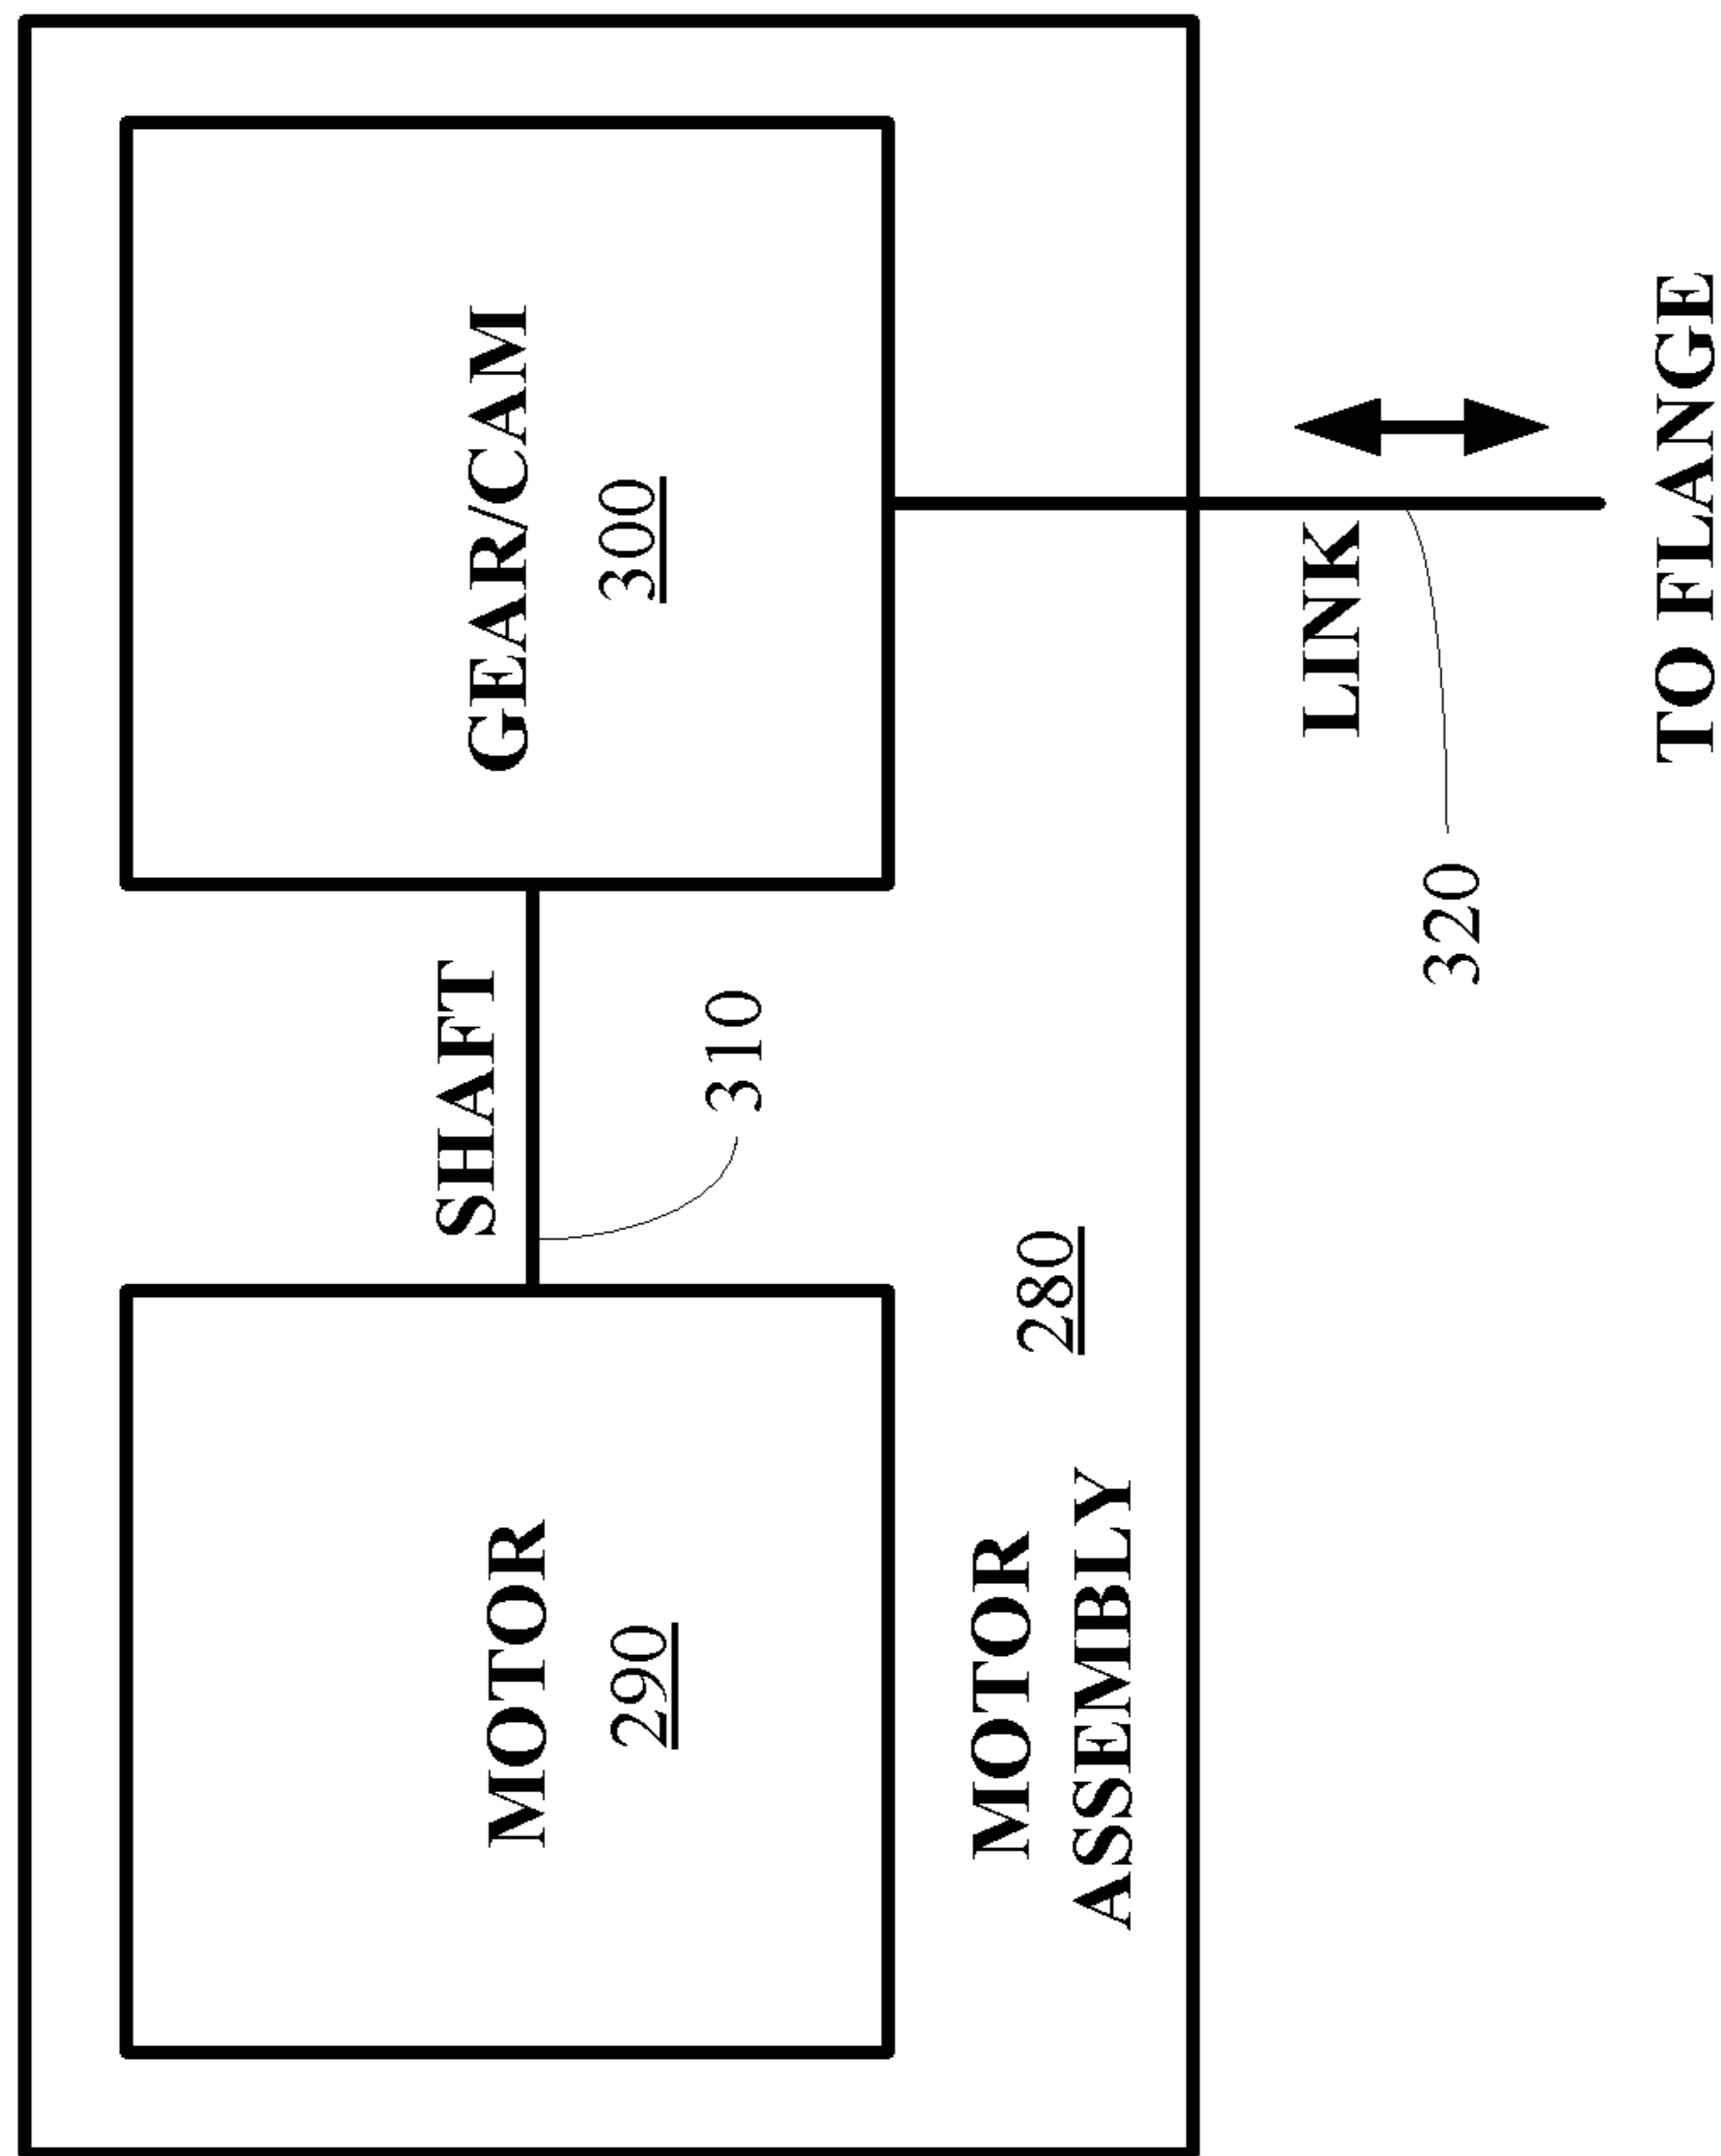 MOTOR
290
SHAFT
310
GEAR/CAM
300
MOTOR
ASSEMBLY
280
LINK
320
TO FLANGE